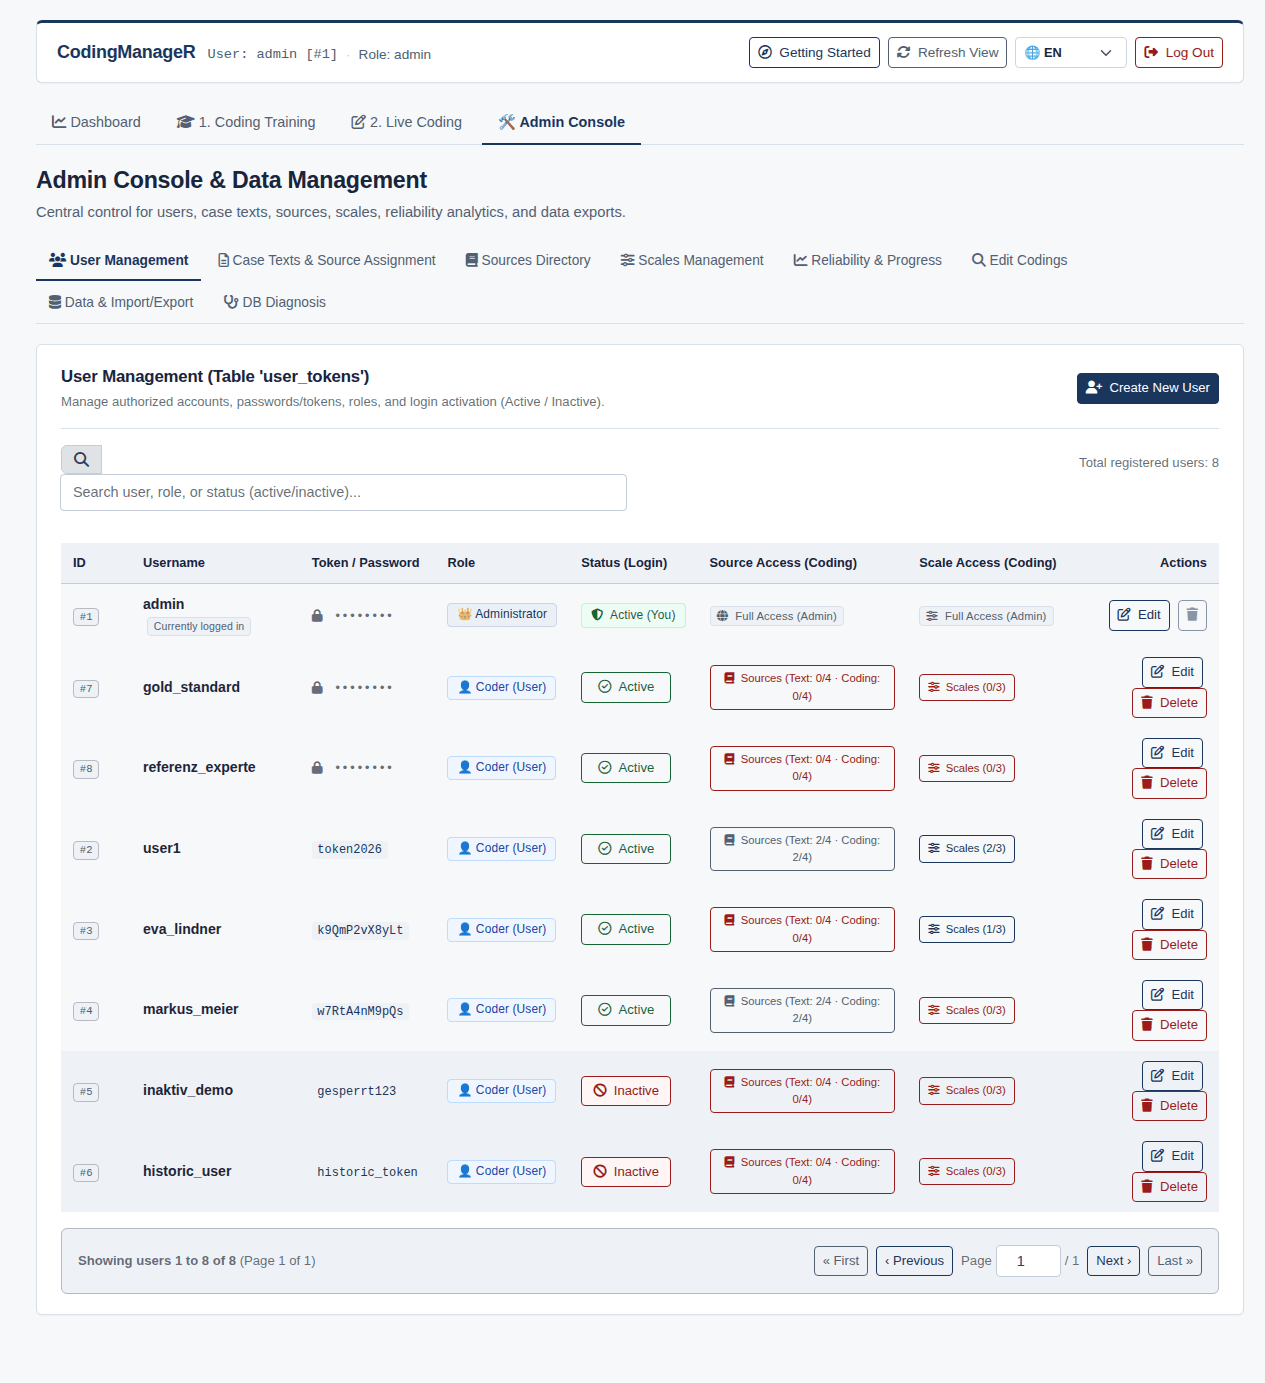 CodingManageR User: admin [#1] · Role: admin Getting Started Refresh View 🌐 EN Log Out
Dashboard 1. Coding Training 2. Live Coding 🛠️ Admin Console
Admin Console & Data Management
Central control for users, case texts, sources, scales, reliability analytics, and data exports.
User Management Case Texts & Source Assignment Sources Directory Scales Management Reliability & Progress Edit Codings
Data & Import/Export DB Diagnosis
User Management (Table 'user_tokens')
Manage authorized accounts, passwords/tokens, roles, and login activation (Active / Inactive).
Create New User
Total registered users: 8
Search user, role, or status (active/inactive)...
ID Username Token / Password Role Status (Login) Source Access (Coding) Scale Access (Coding) Actions
#1 admin •••••••• 👑 Administrator Active (You) Full Access (Admin) Full Access (Admin) Edit
Currently logged in
#7 gold_standard •••••••• 👤 Coder (User) Active Sources (Text: 0/4 · Coding: 0/4) Scales (0/3) Edit
Delete
#8 referenz_experte •••••••• 👤 Coder (User) Active Sources (Text: 0/4 · Coding: 0/4) Scales (0/3) Edit
Delete
#2 user1 token2026 👤 Coder (User) Active Sources (Text: 2/4 · Coding: 2/4) Scales (2/3) Edit
Delete
#3 eva_lindner k9QmP2vX8yLt 👤 Coder (User) Active Sources (Text: 0/4 · Coding: 0/4) Scales (1/3) Edit
Delete
#4 markus_meier w7RtA4nM9pQs 👤 Coder (User) Active Sources (Text: 2/4 · Coding: 2/4) Scales (0/3) Edit
Delete
#5 inaktiv_demo gesperrt123 👤 Coder (User) Inactive Sources (Text: 0/4 · Coding: 0/4) Scales (0/3) Edit
Delete
#6 historic_user historic_token 👤 Coder (User) Inactive Sources (Text: 0/4 · Coding: 0/4) Scales (0/3) Edit
Delete
Showing users 1 to 8 of 8 (Page 1 of 1) « First ‹ Previous Page 1 / 1 Next › Last »